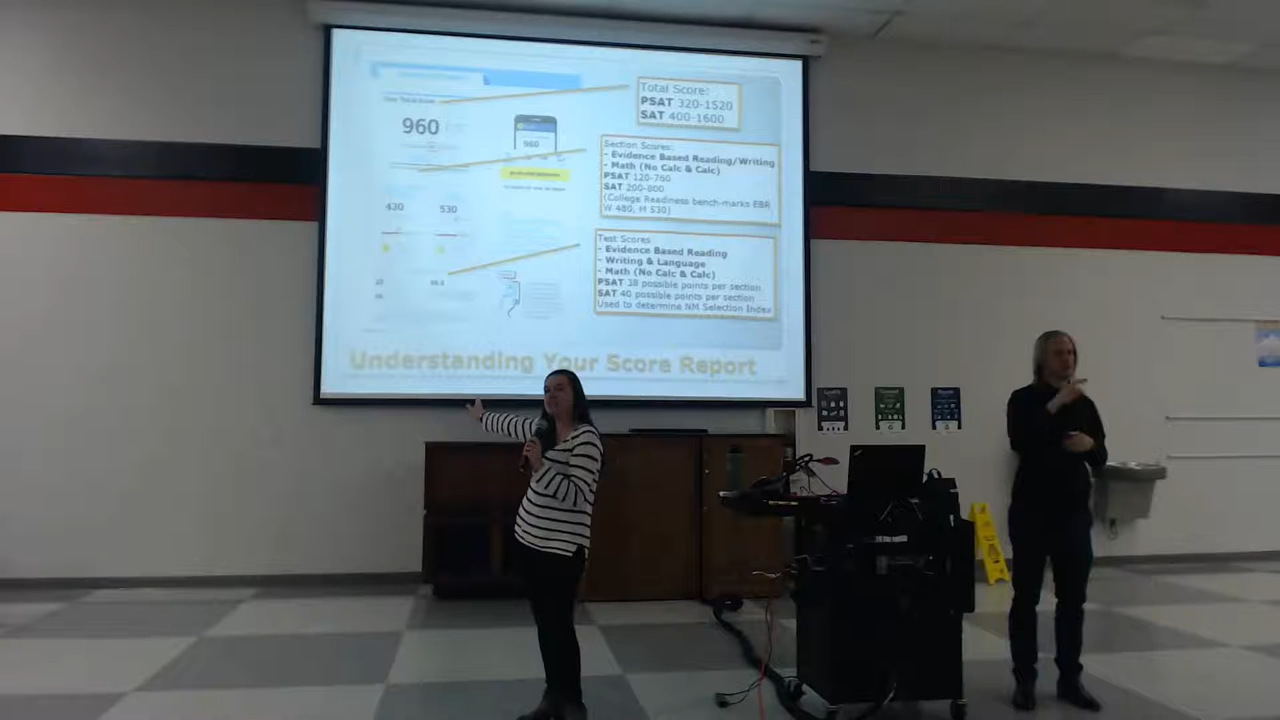 Total Score:
PSAT 320-1520
SAT 400-1600
960
960
Section Scores:
- Evidence Based Reading/Writing
- Math (No Calc & Calc)
PSAT 120-760
SAT 200-800
(College Readiness bench-marks EBR
W 480, M 530)
430 530
Test Scores
- Evidence Based Reading
- Writing & Language
- Math (No Calc & Calc)
PSAT 38 possible points per section
SAT 40 possible points per section
Used to determine NM Selection Index
Understanding Your Score Report